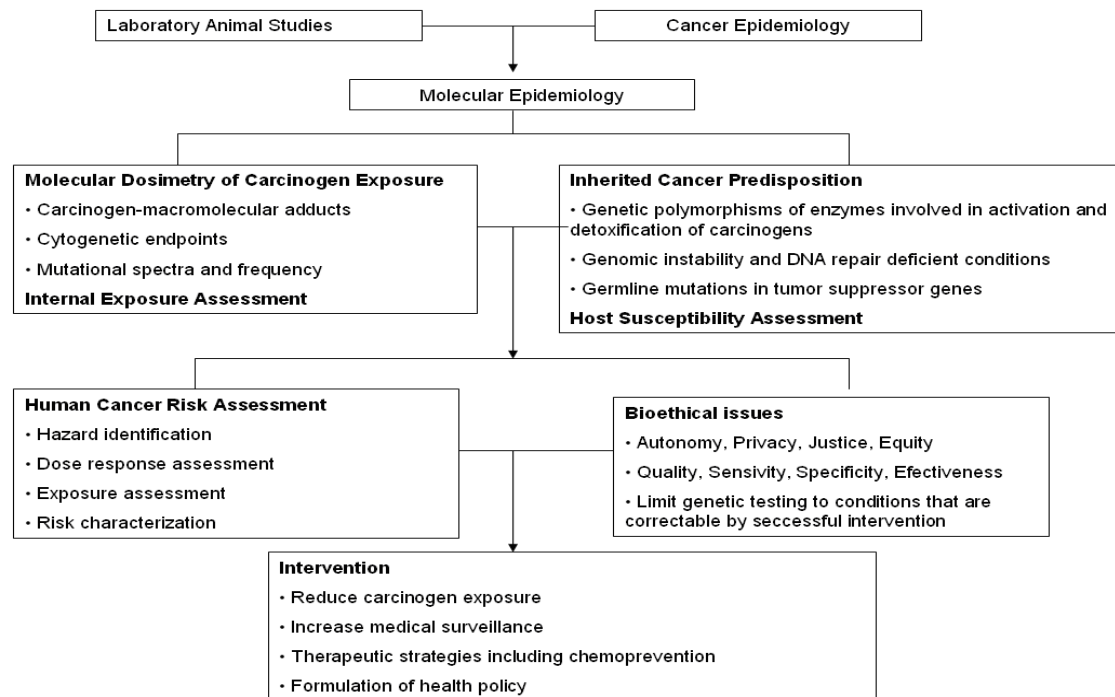 Laboratory Animal Studies
Cancer Epidemiology
Molecular Epidemiology
Molecular Dosimetry of Carcinogen Exposure
• Carcinogen-macromolecular adducts
• Cytogenetic endpoints
• Mutational spectra and frequency
Internal Exposure Assessment
Inherited Cancer Predisposition
• Genetic polymorphisms of enzymes involved in activation and
detoxification of carcinogens
• Genomic instability and DNA repair deficient conditions
• Germline mutations in tumor suppressor genes
Host Susceptibility Assessment
Human Cancer Risk Assessment
• Hazard identification
• Dose response assessment
• Exposure assessment
• Risk characterization
Bioethical issues
• Autonomy, Privacy, Justice, Equity
• Quality, Sensivity, Specificity, Efectiveness
• Limit genetic testing to conditions that are
correctable by seccessful intervention
Intervention
• Reduce carcinogen exposure
• Increase medical surveillance
• Therapeutic strategies including chemoprevention
• Formulation of health policy